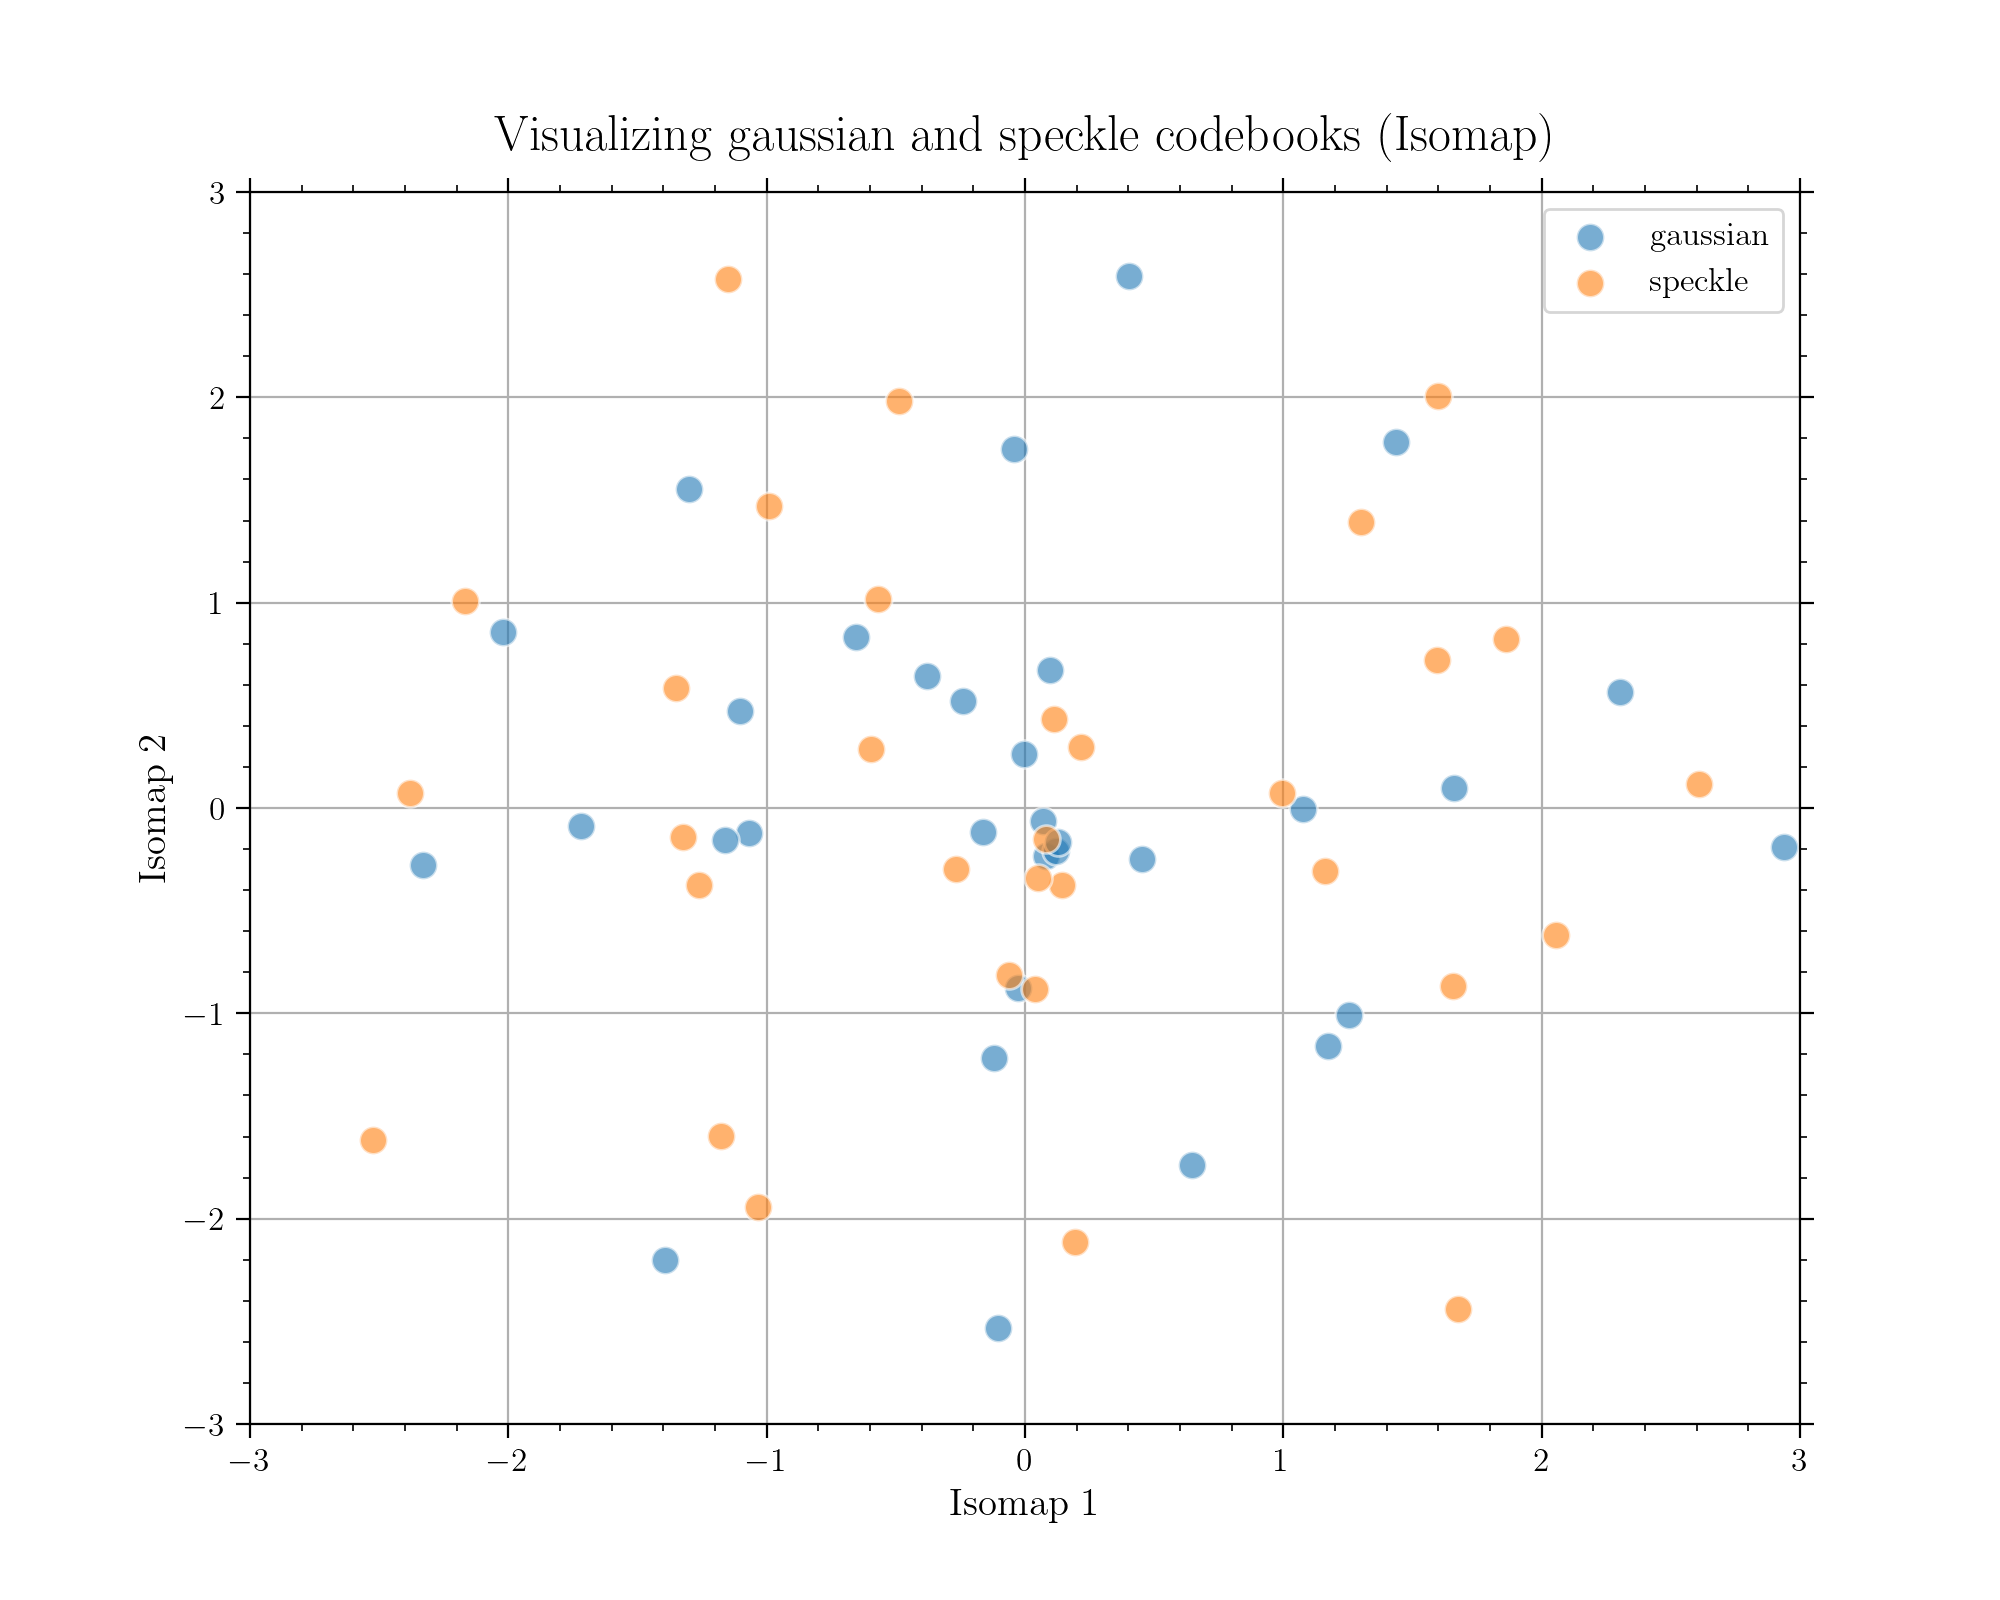 Visualizing gaussian and speckle codebooks (Isomap)
gaussian
speckle
3
2
1
0
−1
−2
−3
Isomap 2
−3
−2
−1
0
1
2
3
Isomap 1